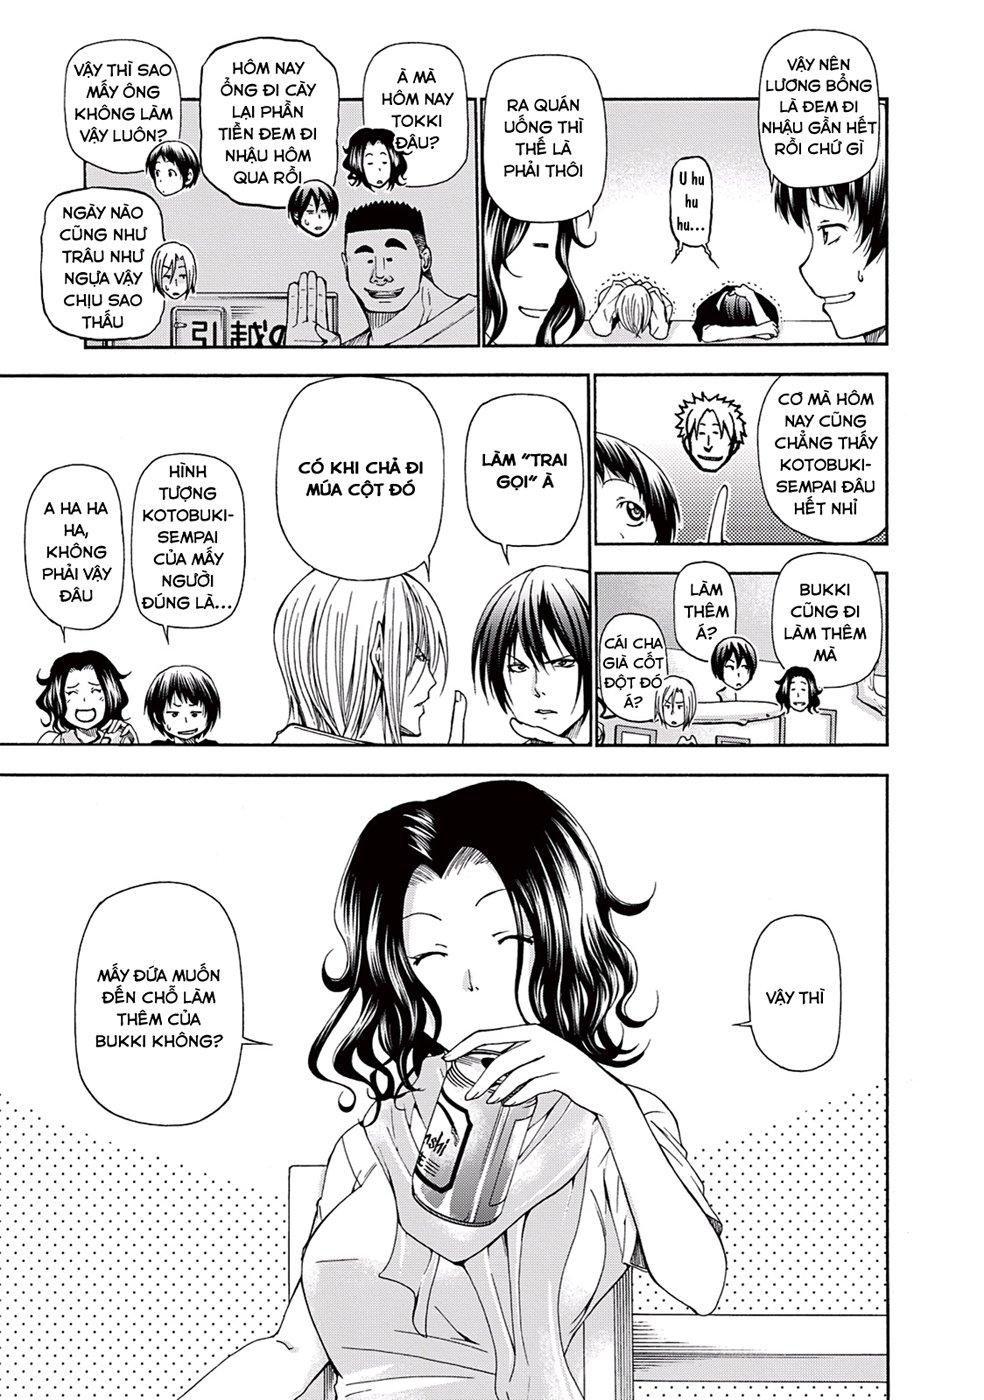 VẬY NÊN
LƯƠNG BỔNG
LÀ ĐEM ĐI
NHẬU GẦN HẾT
RỒI CHỨ GÌ
U hu
hu
hu...
RA QUÁN
UỐNG THÌ
THẾ LÀ
PHẢI THÔI
À MÀ
HÔM NAY
TOKKI
ĐÂU?
HÔM NAY
ỔNG ĐI CÀY
LẠI PHẦN
TIỀN ĐEM ĐI
NHẬU HÔM
QUA RỒI
VẬY THÌ SAO
MẤY ÔNG
KHÔNG LÀM
VẬY LUÔN?
NGÀY NÀO
CŨNG NHƯ
TRÂU NHƯ
NGỰA VẬY
CHỊU SAO
THẤU
引越の
CƠ MÀ HÔM
NAY CŨNG
CHẲNG THẤY
KOTOBUKI-
SEMPAI ĐÂU
HẾT NHỈ
BUKKI
CŨNG ĐI
LÀM THÊM
MÀ
LÀM
THÊM
Á?
CÁI CHA
GIÀ CỐT
ĐỘT ĐÓ
Á?
LÀM “TRAI
GỌI” À
CÓ KHI CHẢ ĐI
MÚA CỘT ĐÓ
HÌNH
TƯỢNG
KOTOBUKI-
SEMPAI
CỦA MẤY
NGƯỜI
ĐÚNG LÀ...
A HA HA
HA,
KHÔNG
PHẢI VẬY
ĐÂU
VẬY THÌ
MẤY ĐỨA MUỐN
ĐẾN CHỖ LÀM
THÊM CỦA
BUKKI KHÔNG?